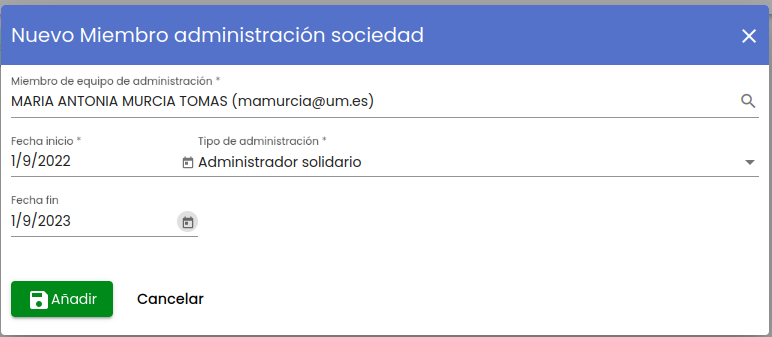 Nuevo Miembro administración sociedad
Miembro de equipo de administración *
MARIA ANTONIA MURCIA TOMAS (mamurcia@um.es)
Fecha inicio * Tipo de administración *
1/9/2022 Administrador solidario
Fecha fin
1/9/2023
Añadir Cancelar